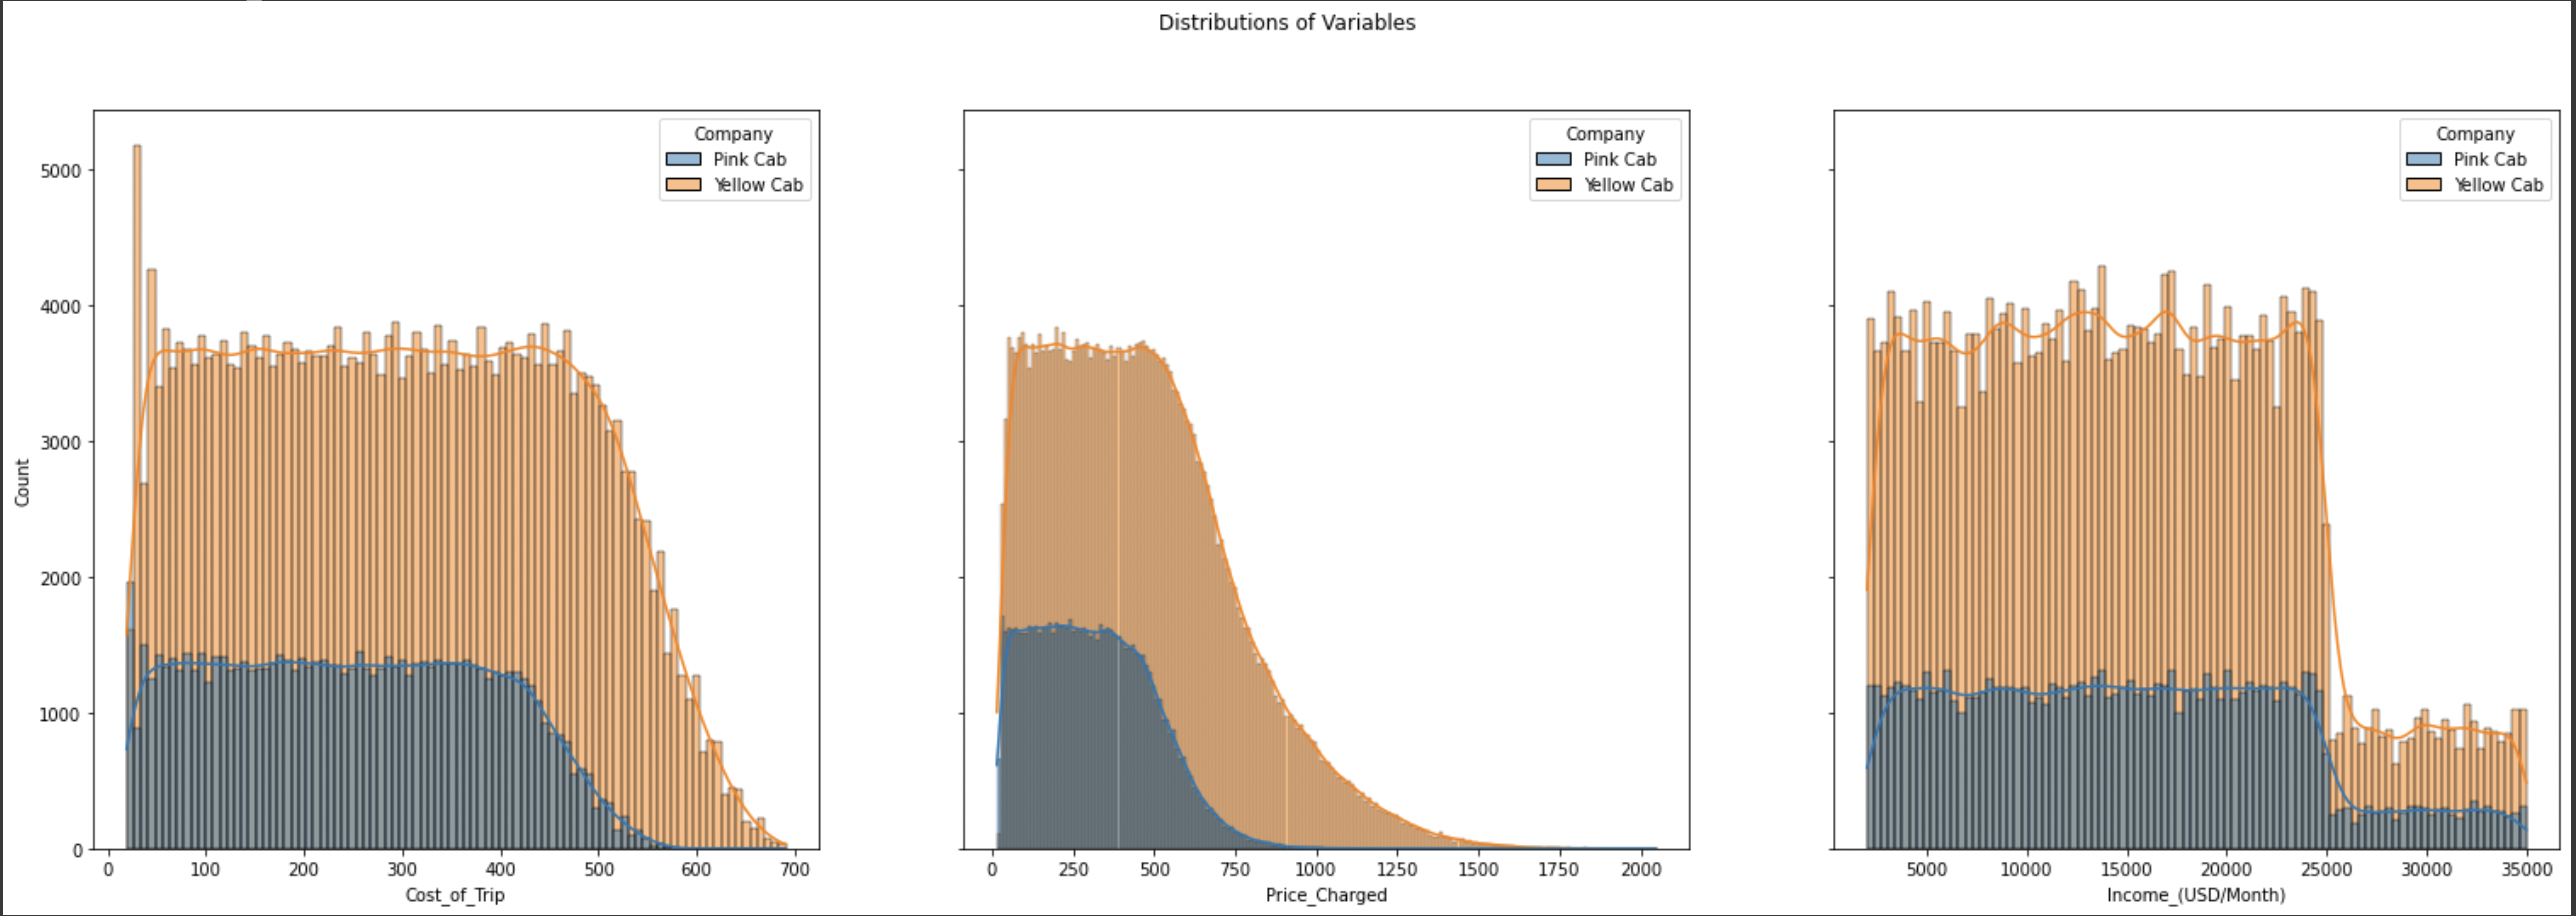 Distributions of Variables
Company
Pink Cab
Yellow Cab
5000
4000
3000
2000
1000
0
Count
0 100 200 300 400 500 600 700
Cost_of_Trip
Company
Pink Cab
Yellow Cab
0 250 500 750 1000 1250 1500 1750 2000
Price_Charged
Company
Pink Cab
Yellow Cab
5000 10000 15000 20000 25000 30000 35000
Income_(USD/Month)